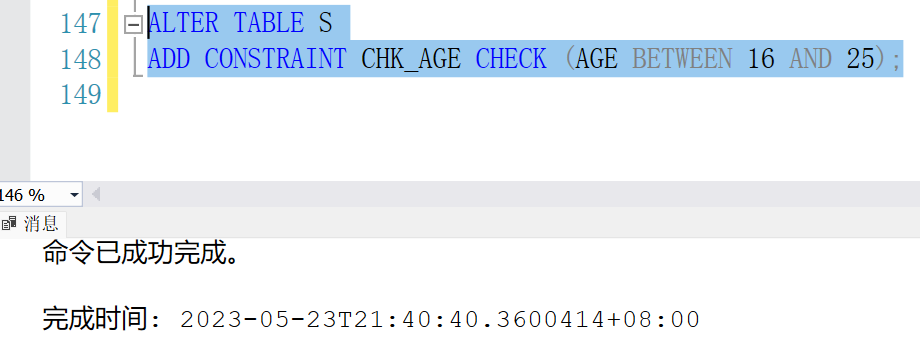 147 ALTER TABLE S
148 ADD CONSTRAINT CHK_AGE CHECK (AGE BETWEEN 16 AND 25);
149
146 %
消息
命令已成功完成。
完成时间: 2023-05-23T21:40:40.3600414+08:00